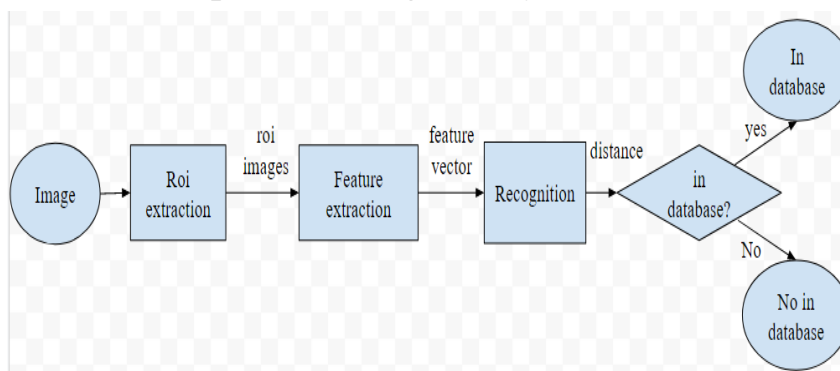 Image
Roi
extraction
roi
images
Feature
extraction
feature
vector
Recognition
distance
in
database?
yes
In
database
No
No in
database